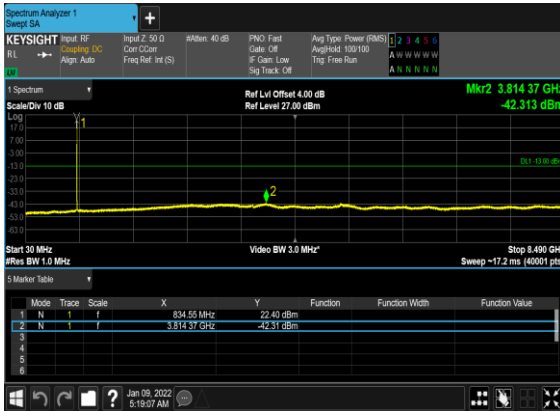 Spectrum Analyzer 1
Swept SA
+
KEYSIGHT Input: RF Input Z: 50 Ω #Atten: 40 dB PNO: Fast Avg Type: Power (RMS) 1 2 3 4 5 6
RL Coupling: DC Corr CCorr Gate: Off Avg|Hold: 100/100 A W W W W W
Align: Auto Freq Ref: Int (S) IF Gain: Low Trig: Free Run
Sig Track: Off A N N N N N
1 Spectrum
Scale/Div 10 dB
Ref Lvl Offset 4.00 dB
Ref Level 27.00 dBm
Mkr2 3.814 37 GHz
-42.313 dBm
Log
17.0
7.00
-3.00
-13.0
-23.0
-33.0
-43.0
-53.0
-63.0
1
2
DL1 -13.00 dBm
Start 30 MHz Video BW 3.0 MHz* Stop 8.490 GHz
#Res BW 1.0 MHz Sweep ~17.2 ms (40001 pts)
5 Marker Table
Mode Trace Scale X Y Function Function Width Function Value
1 N 1 f 834.55 MHz 22.40 dBm
2 N 1 f 3.814 37 GHz -42.31 dBm
3
4
5
6
? Jan 09, 2022
5:19:07 AM